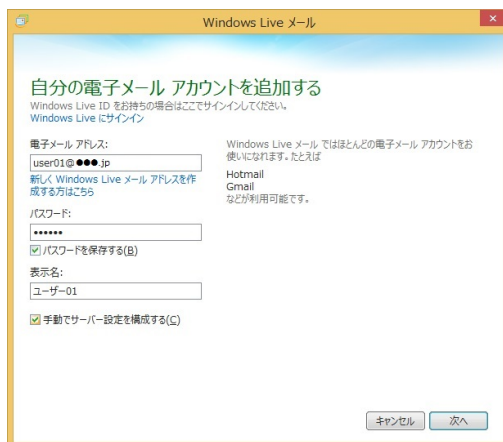 Windows Live メール
自分の電子メール アカウントを追加する
Windows Live ID をお持ちの場合はここでサインインしてください。
Windows Live にサインイン
電子メール アドレス:
user01@●●●.jp
新しく Windows Live メール アドレスを作
成する方はこちら
パスワード:
••••••
パスワードを保存する(B)
表示名:
ユーザー01
手動でサーバー設定を構成する(C)
Windows Live メール ではほとんどの電子メール アカウントをお
使いになれます。たとえば
Hotmail
Gmail
などが利用可能です。
キャンセル
次へ